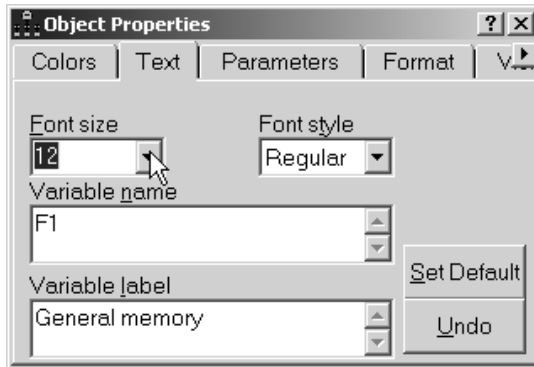 Object Properties ? ×
Colors Text Parameters Format
Font size Font style
12 Regular
Variable name
F1
Set Default
Variable label
General memory
Undo